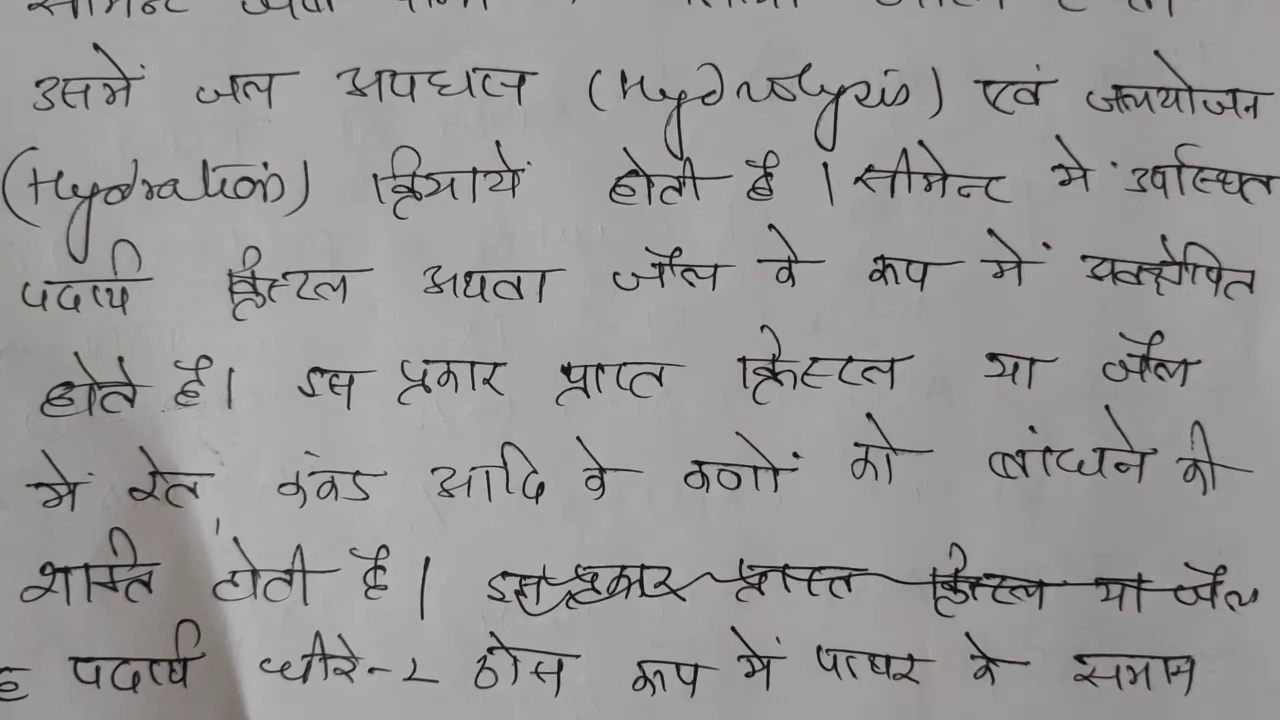 उसमें जल अपघटन (Hydrolysis) एवं जलयोजन
(Hydration) क्रियायें होती है । सीमेन्ट में उपस्थित
पदार्थ क्रिस्टल अथवा जैल के रूप में अवक्षेपित
होते है। इस प्रकार प्राप्त क्रिस्टल या जैल
में रेत, कंकड आदि के कणों को बांधने की
शक्ति होती है । इस प्रकार प्राप्त क्रिस्टल या जैल
पदार्थ धीरे-2 ठोस रूप में पत्थर के समान